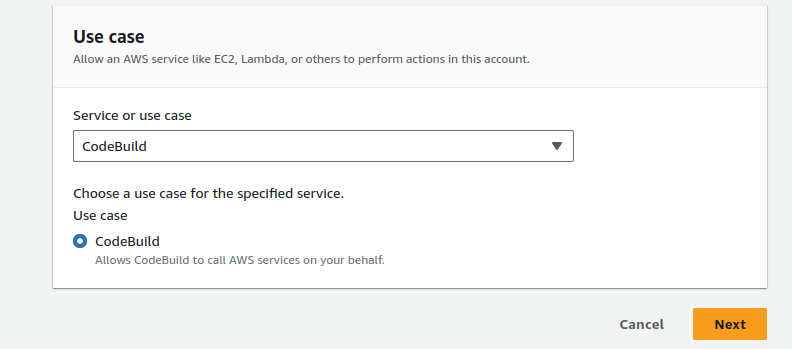 Use case
Allow an AWS service like EC2, Lambda, or others to perform actions in this account.
Service or use case
CodeBuild
Choose a use case for the specified service.
Use case
CodeBuild
Allows CodeBuild to call AWS services on your behalf.
Cancel
Next